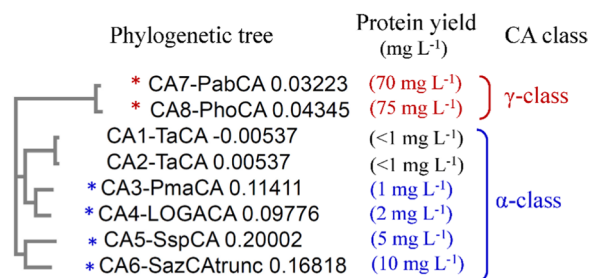 Phylogenetic tree Protein yield (mg L-1) CA class
* CA7-PabCA 0.03223 (70 mg L-1)
* CA8-PhoCA 0.04345 (75 mg L-1)
γ-class
CA1-TaCA -0.00537 (<1 mg L-1)
CA2-TaCA 0.00537 (<1 mg L-1)
* CA3-PmaCA 0.11411 (1 mg L-1)
* CA4-LOGACA 0.09776 (2 mg L-1)
* CA5-SspCA 0.20002 (5 mg L-1)
* CA6-SazCAtrunc 0.16818 (10 mg L-1)
α-class